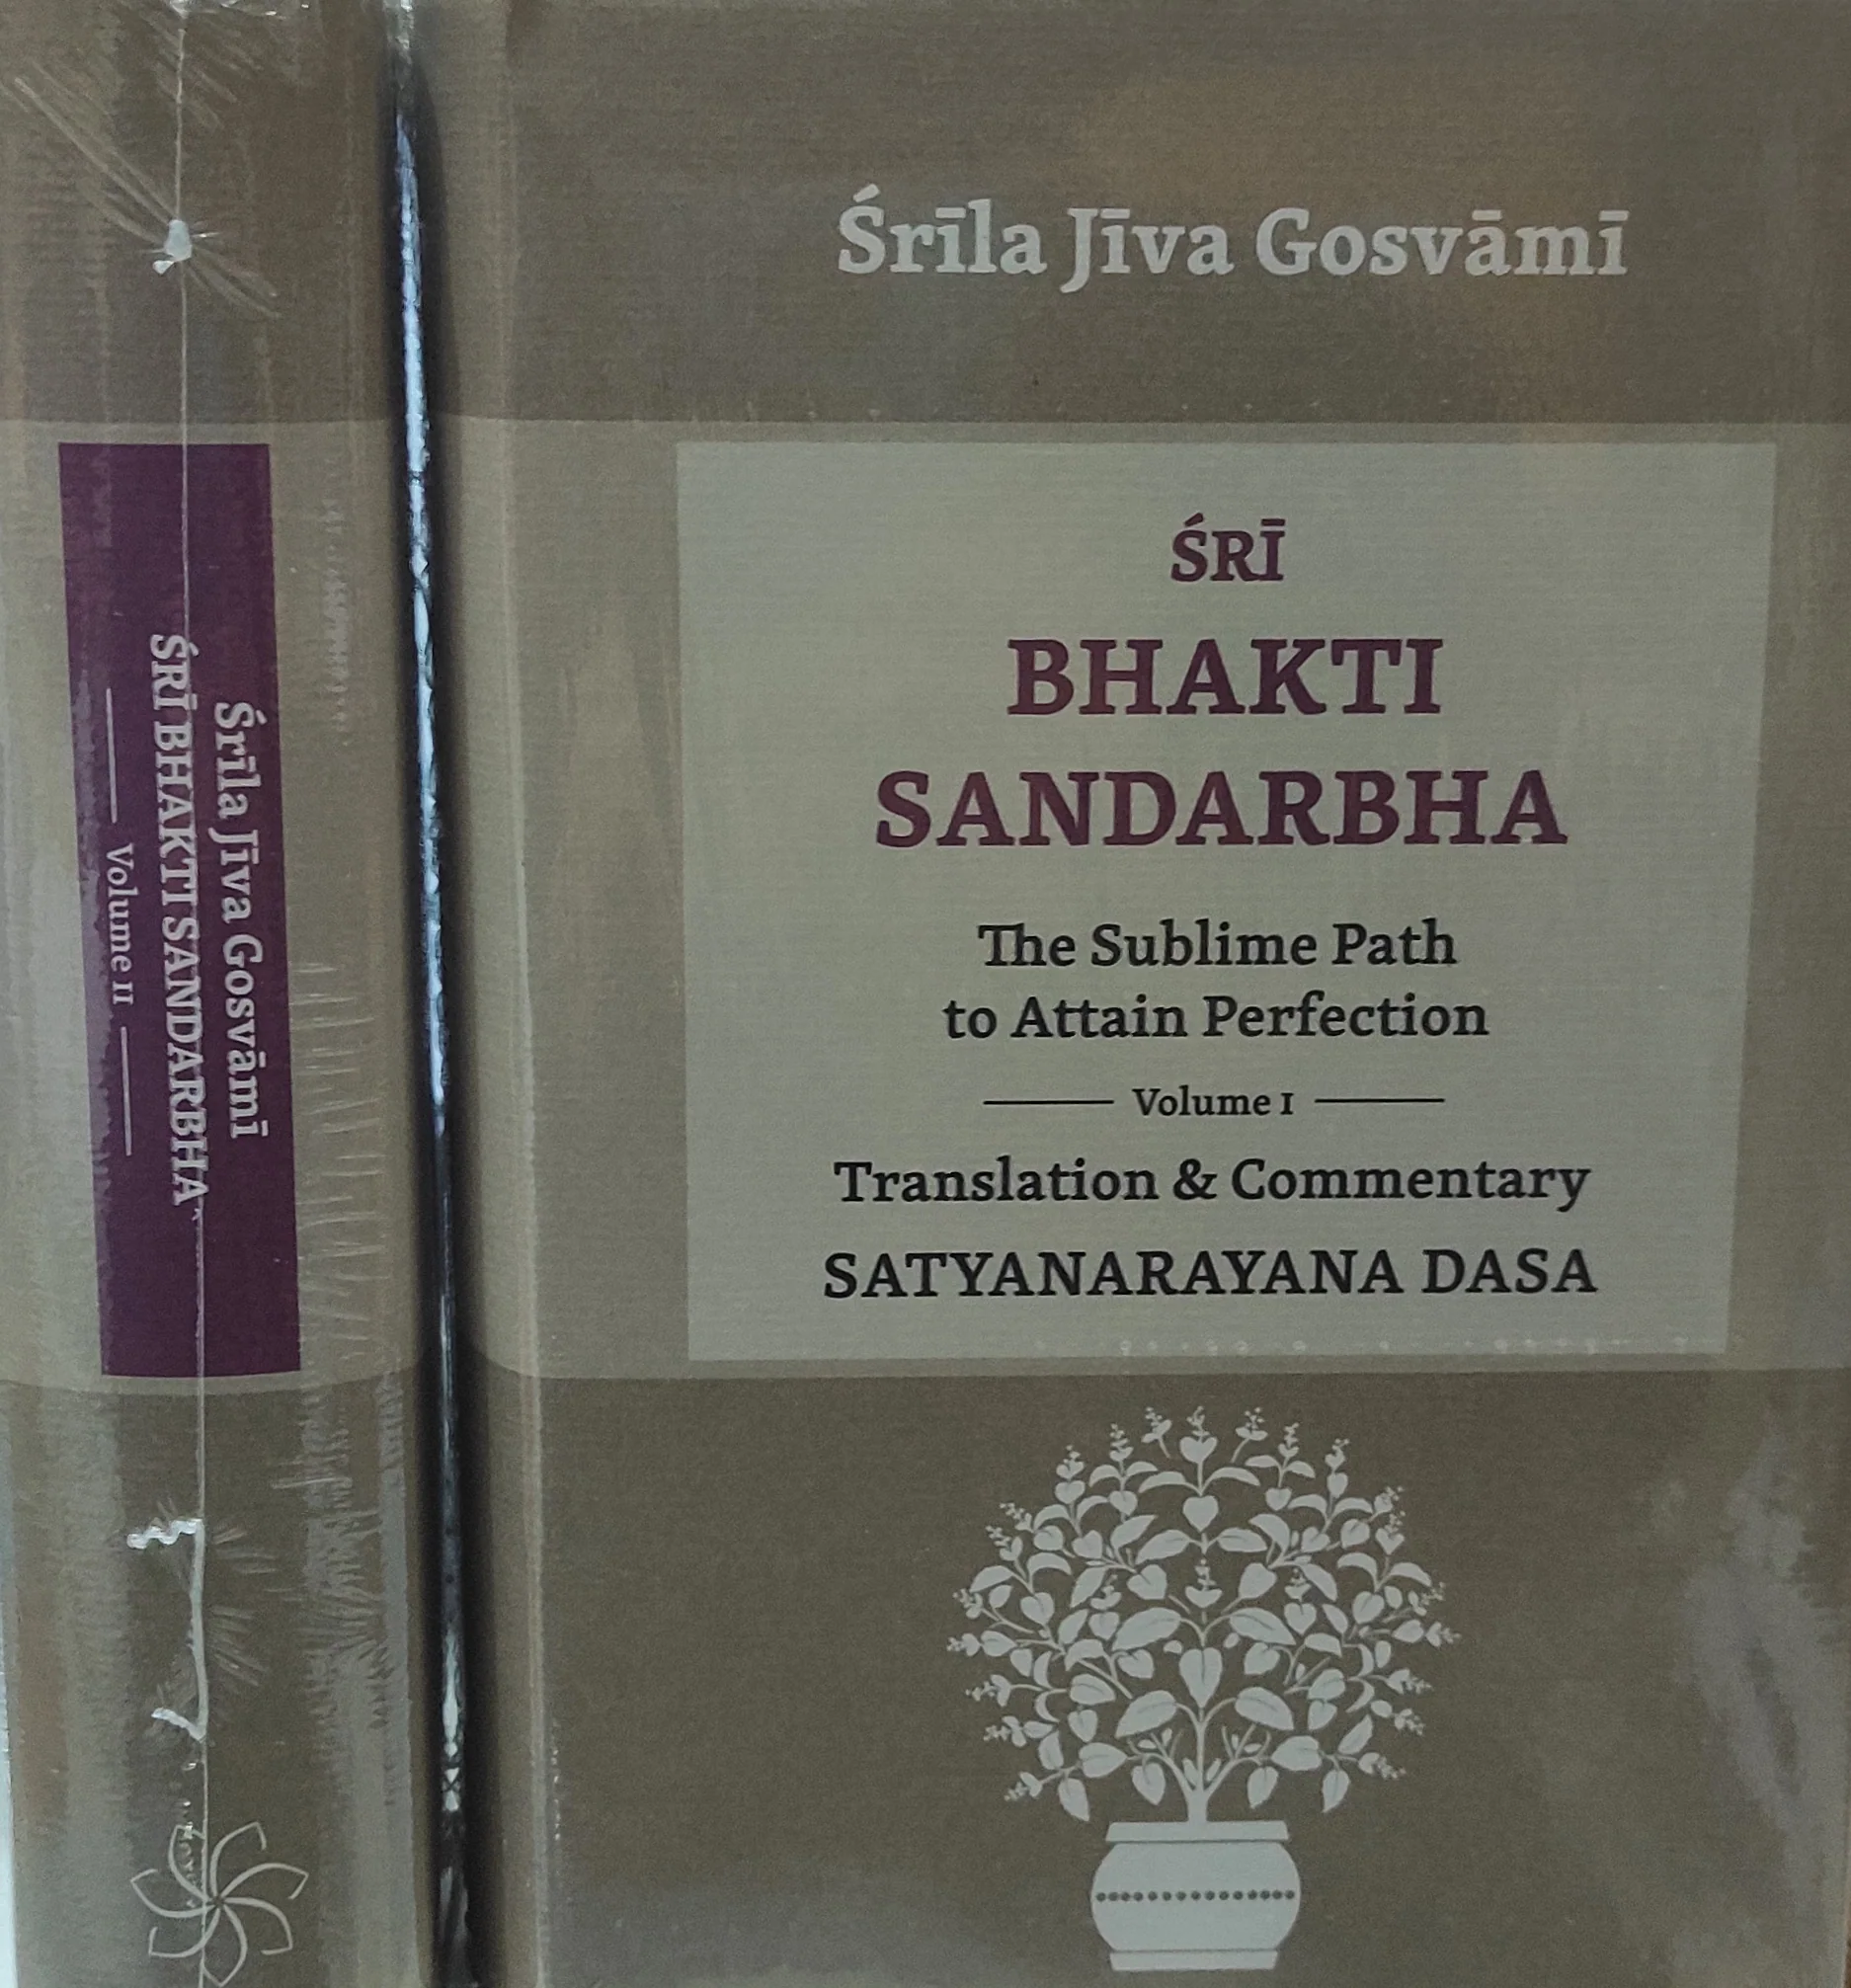 Śrīla Jīva Gosvāmī
ŚRĪ BHAKTI SANDARBHA
Volume II
Śrīla Jīva Gosvāmī
ŚRĪ
BHAKTI
SANDARBHA
The Sublime Path
to Attain Perfection
Volume I
Translation & Commentary
SATYANARAYANA DASA